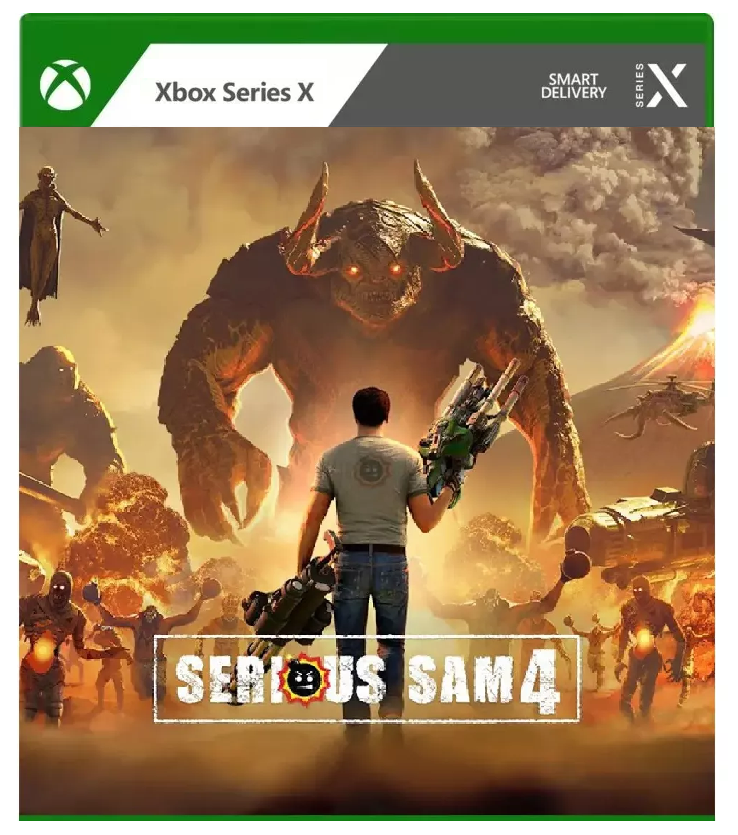 Xbox Series X
SMART
DELIVERY
SERIES
X
SERIOUS SAM 4